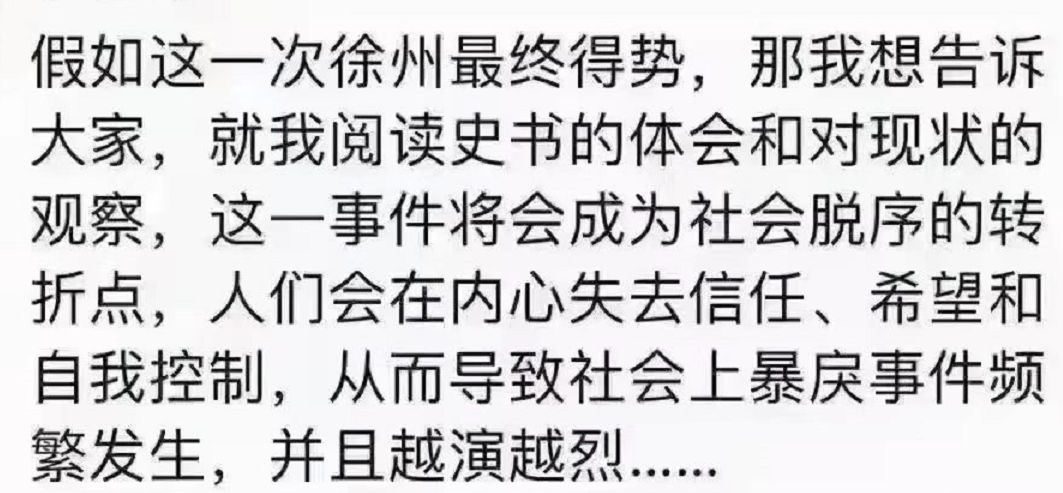 假如这一次徐州最终得势，那我想告诉
大家，就我阅读史书的体会和对现状的
观察，这一事件将会成为社会脱序的转
折点，人们会在内心失去信任、希望和
自我控制，从而导致社会上暴戾事件频
繁发生，并且越演越烈......